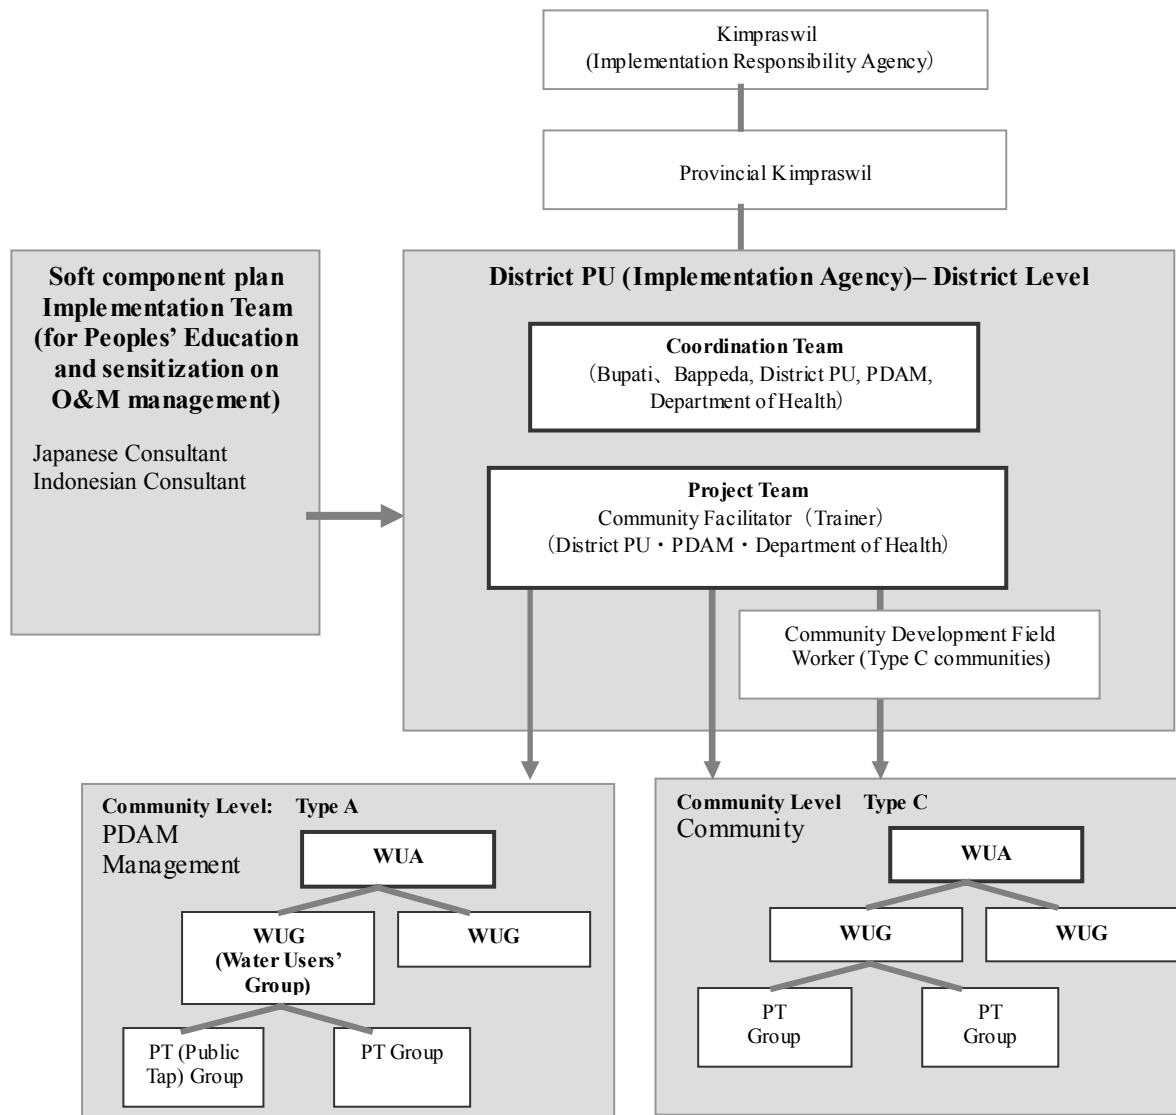 Kimpraswil
(Implementation Responsibility Agency）
Provincial Kimpraswil
Soft component plan
Implementation Team
(for Peoples’ Education
and sensitization on
O&M management)
Japanese Consultant
Indonesian Consultant
District PU (Implementation Agency)– District Level
Coordination Team
（Bupati、Bappeda, District PU, PDAM,
Department of Health）
Project Team
Community Facilitator（Trainer）
（District PU・PDAM・Department of Health）
Community Development Field
Worker (Type C communities)
Community Level: Type A
PDAM
Management
WUA
WUG
(Water Users’
Group)
WUG
PT (Public
Tap) Group
PT Group
Community Level Type C
Community
WUA
WUG
WUG
PT
Group
PT
Group